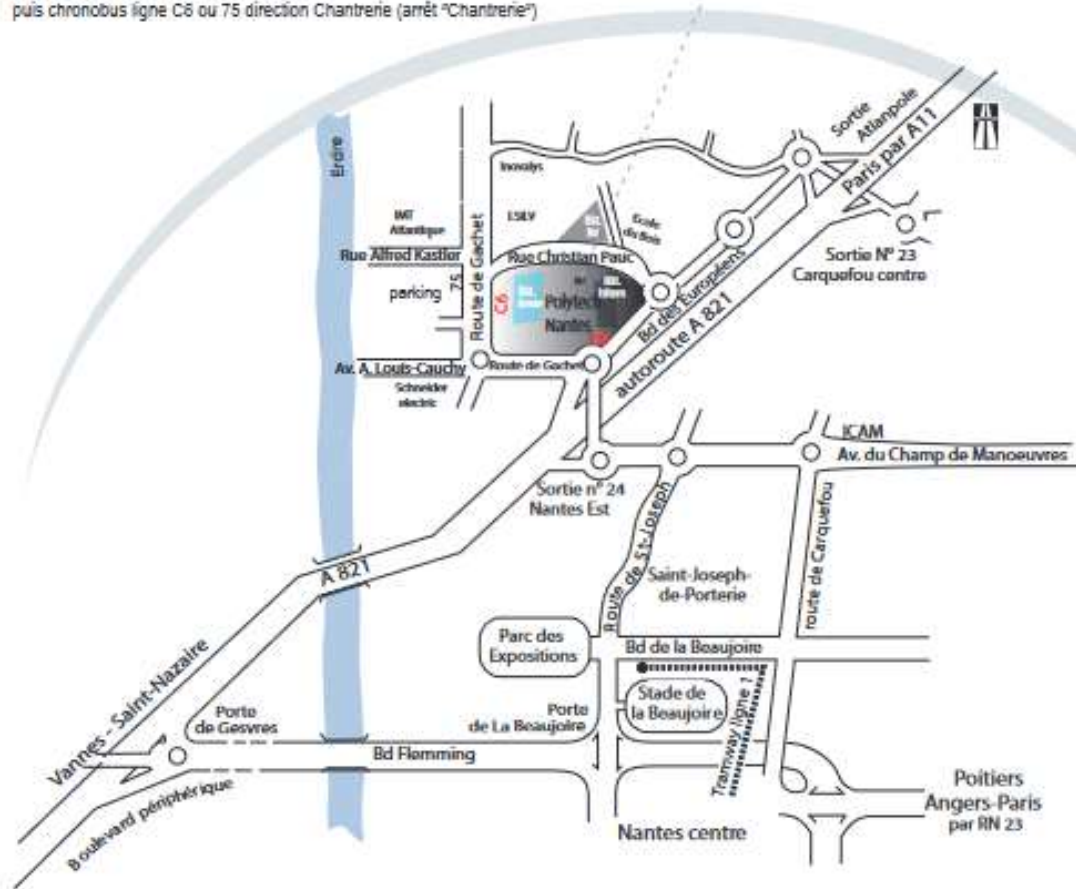 puis chronobus ligne C6 ou 75 direction Chantrerie (arrêt "Chantrerie")
Sortie
Atlanpole
Paris par A11
Erdre
Inovalys
IMT
Atlantique
I.SILV
Ecole
du Bois
Rue Alfred Kastler
Route de Gachet
Rue Christian Pauc
Sortie N° 23
Carquefou centre
parking
75
C6
Polytech
Nantes
Bd des Européens
autoroute A 821
Av. A. Louis-Cauchy
Route de Gachet
Schneider
electric
ICAM
Av. du Champ de Manoeuvres
Sortie n° 24
Nantes Est
Route de St-Joseph
route de Carquefou
A 821
Saint-Joseph-
de-Porterie
Parc des
Expositions
Bd de la Beaujoire
Vannes - Saint-Nazaire
Stade de
la Beaujoire
Tramway ligne 1
Porte
de Gesvres
Porte
de La Beaujoire
Bd Flemming
Boulevard périphérique
Poitiers
Angers-Paris
par RN 23
Nantes centre